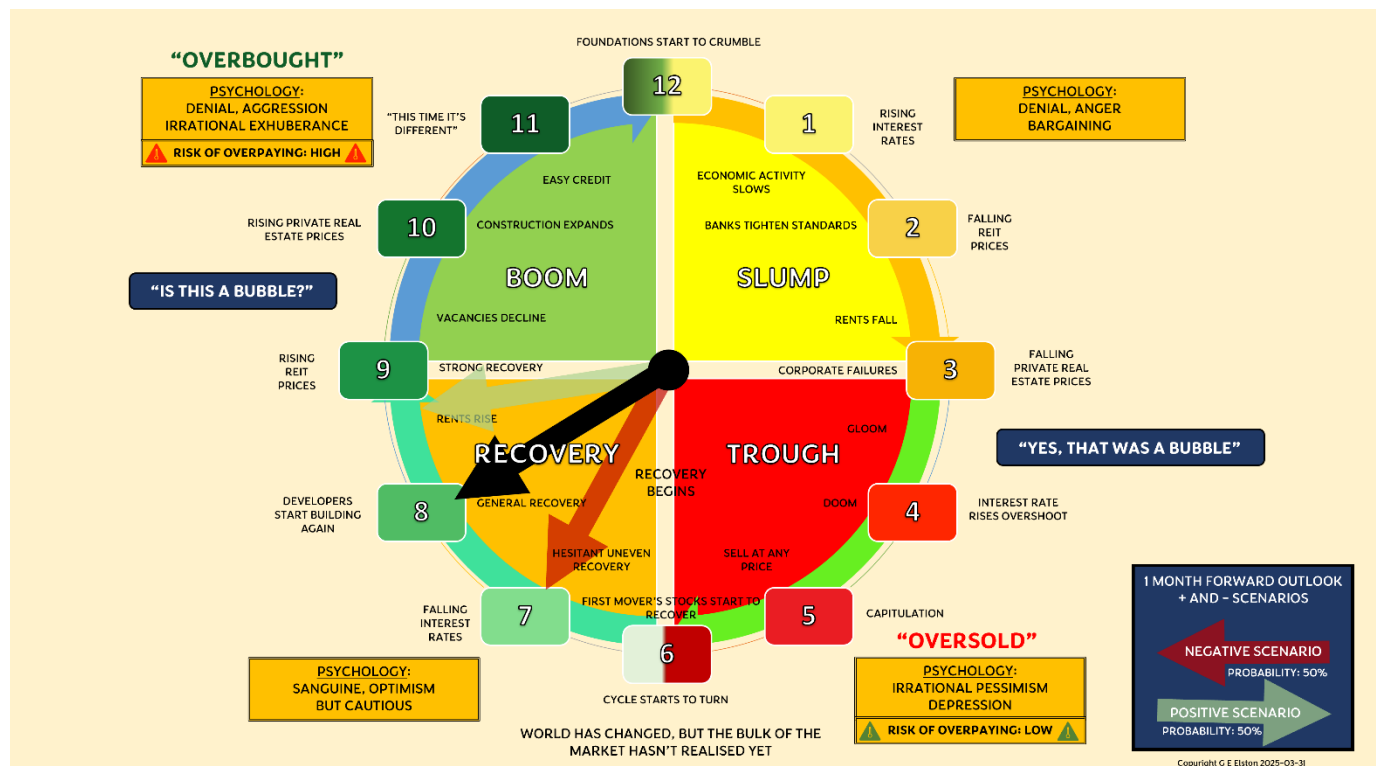 FOUNDATIONS START TO CRUMBLE
"OVERBOUGHT"
PSYCHOLOGY:
DENIAL, AGGRESSION
IRRATIONAL EXHUBERANCE
RISK OF OVERPAYING: HIGH
PSYCHOLOGY:
DENIAL, ANGER
BARGAINING
12
11
1
"THIS TIME IT'S
DIFFERENT"
RISING
INTEREST
RATES
EASY CREDIT
ECONOMIC ACTIVITY
SLOWS
RISING PRIVATE REAL
ESTATE PRICES
10
CONSTRUCTION EXPANDS
BANKS TIGHTEN STANDARDS
2
FALLING
REIT
PRICES
BOOM
SLUMP
"IS THIS A BUBBLE?"
VACANCIES DECLINE
RENTS FALL
RISING
REIT
PRICES
9
STRONG RECOVERY
CORPORATE FAILURES
3
FALLING
PRIVATE REAL
ESTATE PRICES
RENTS RISE
GLOOM
RECOVERY
TROUGH
"YES, THAT WAS A BUBBLE"
RECOVERY
BEGINS
DEVELOPERS
START BUILDING
AGAIN
8
GENERAL RECOVERY
DOOM
4
INTEREST RATE
RISES OVERSHOOT
HESITANT UNEVEN
RECOVERY
SELL AT ANY
PRICE
FALLING
INTEREST
RATES
7
FIRST MOVER'S STOCKS START TO
RECOVER
5
CAPITULATION
6
"OVERSOLD"
PSYCHOLOGY:
SANGUINE, OPTIMISM
BUT CAUTIOUS
CYCLE STARTS TO TURN
PSYCHOLOGY:
IRRATIONAL PESSIMISM
DEPRESSION
RISK OF OVERPAYING: LOW
WORLD HAS CHANGED, BUT THE BULK OF THE
MARKET HASN'T REALISED YET
1 MONTH FORWARD OUTLOOK
+ AND - SCENARIOS
NEGATIVE SCENARIO
PROBABILITY: 50%
POSITIVE SCENARIO
PROBABILITY: 50%
Copyright G E Elston 2025-03-31